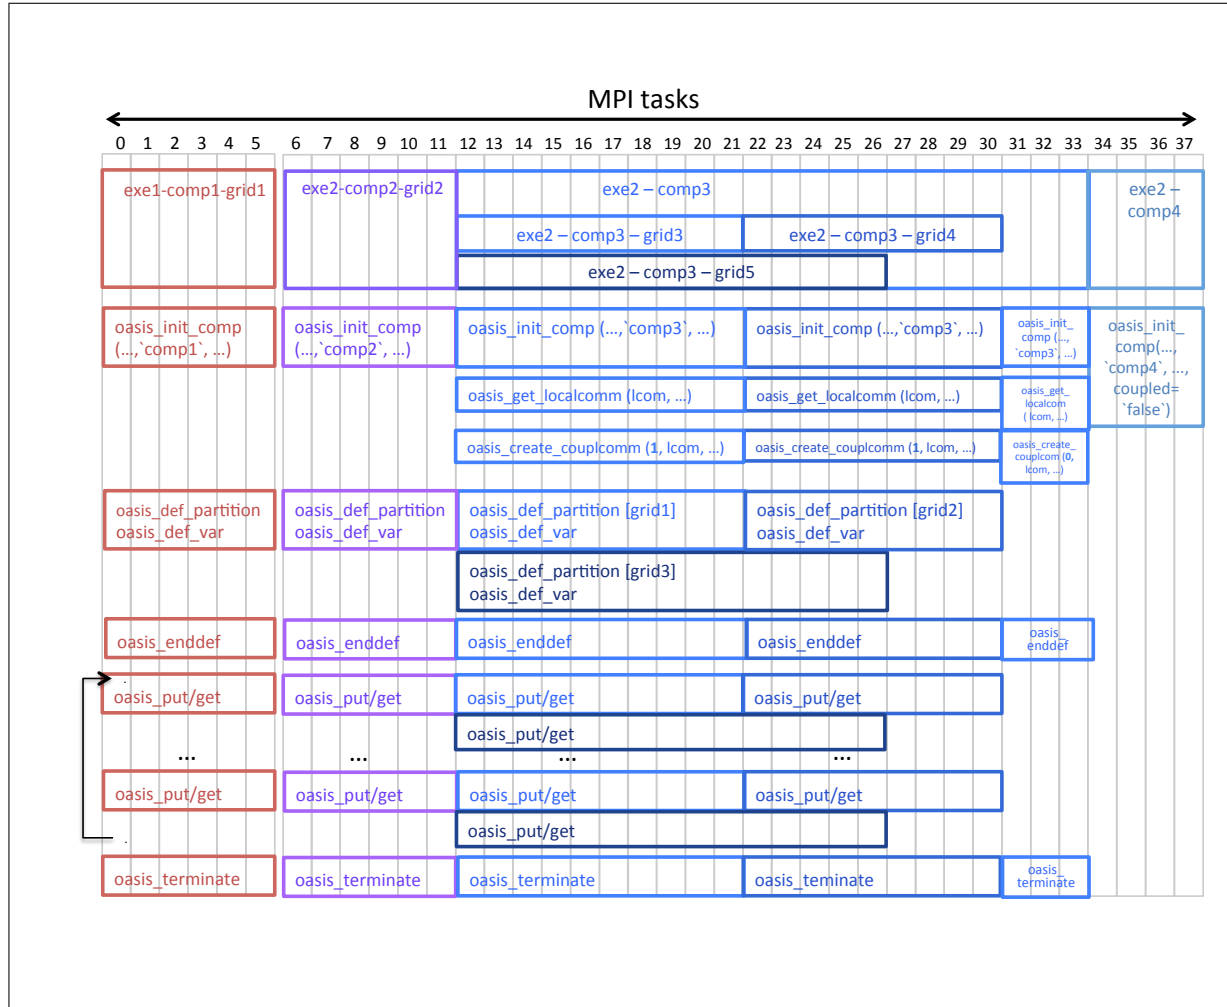 MPI tasks
0 1 2 3 4 5 6 7 8 9 10 11 12 13 14 15 16 17 18 19 20 21 22 23 24 25 26 27 28 29 30 31 32 33 34 35 36 37
exe1-comp1-grid1
exe2-comp2-grid2
exe2 – comp3
exe2 –
comp4
exe2 – comp3 – grid3
exe2 – comp3 – grid4
exe2 – comp3 – grid5
oasis_init_comp
(...,`comp1`, ...)
oasis_init_comp
(...,`comp2`, ...)
oasis_init_comp (...,`comp3`, ...)
oasis_init_comp (...,`comp3`, ...)
oasis_init_
comp (...,
`comp3`, ...)
oasis_init_
comp(...,
`comp4`, ...,
coupled=
`false`)
oasis_get_localcomm (lcom, ...)
oasis_get_localcomm (lcom, ...)
oasis_get_
localcom
( lcom, ...)
oasis_create_couplcomm (1, lcom, ...)
oasis_create_couplcomm (1, lcom, ...)
oasis_create_
couplcom (0,
lcom, ...)
oasis_def_partition
oasis_def_var
oasis_def_partition
oasis_def_var
oasis_def_partition [grid1]
oasis_def_var
oasis_def_partition [grid2]
oasis_def_var
oasis_def_partition [grid3]
oasis_def_var
oasis_enddef
oasis_enddef
oasis_enddef
oasis_enddef
oasis_
enddef
.
oasis_put/get
oasis_put/get
oasis_put/get
oasis_put/get
oasis_put/get
...
...
...
...
oasis_put/get
oasis_put/get
oasis_put/get
oasis_put/get
oasis_put/get
.
oasis_terminate
oasis_terminate
oasis_terminate
oasis_teminate
oasis_
terminate